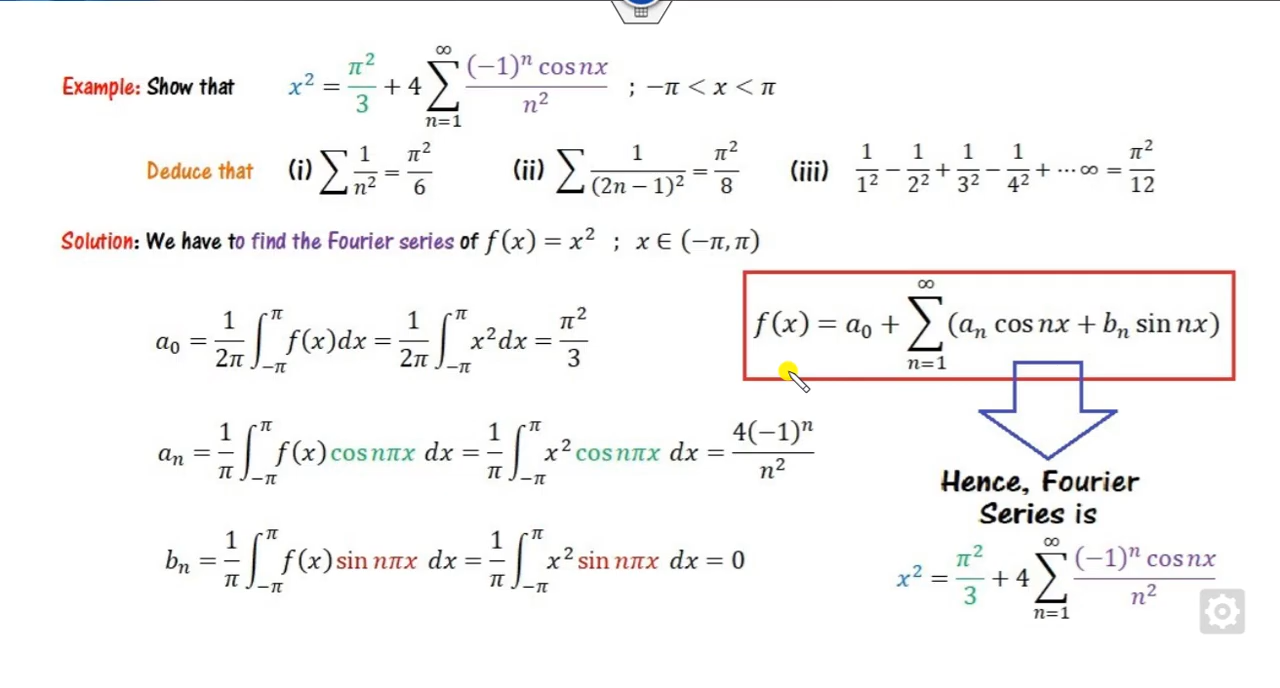 Example: Show that x² = π²/3 + 4 ∑_{n=1}^{∞} (−1)ⁿ cos nx / n² ; −π < x < π
Deduce that (i) ∑ 1/n² = π²/6 (ii) ∑ 1/(2n − 1)² = π²/8 (iii) 1/1² − 1/2² + 1/3² − 1/4² + ⋯ ∞ = π²/12
Solution: We have to find the Fourier series of f(x) = x² ; x ∈ (−π, π)
a₀ = 1/2π ∫_{−π}^{π} f(x)dx = 1/2π ∫_{−π}^{π} x² dx = π²/3
f(x) = a₀ + ∑_{n=1}^{∞} (aₙ cos nx + bₙ sin nx)
aₙ = 1/π ∫_{−π}^{π} f(x) cos nπx dx = 1/π ∫_{−π}^{π} x² cos nπx dx = 4(−1)ⁿ/n²
bₙ = 1/π ∫_{−π}^{π} f(x) sin nπx dx = 1/π ∫_{−π}^{π} x² sin nπx dx = 0
Hence, Fourier
Series is
x² = π²/3 + 4 ∑_{n=1}^{∞} (−1)ⁿ cos nx / n²